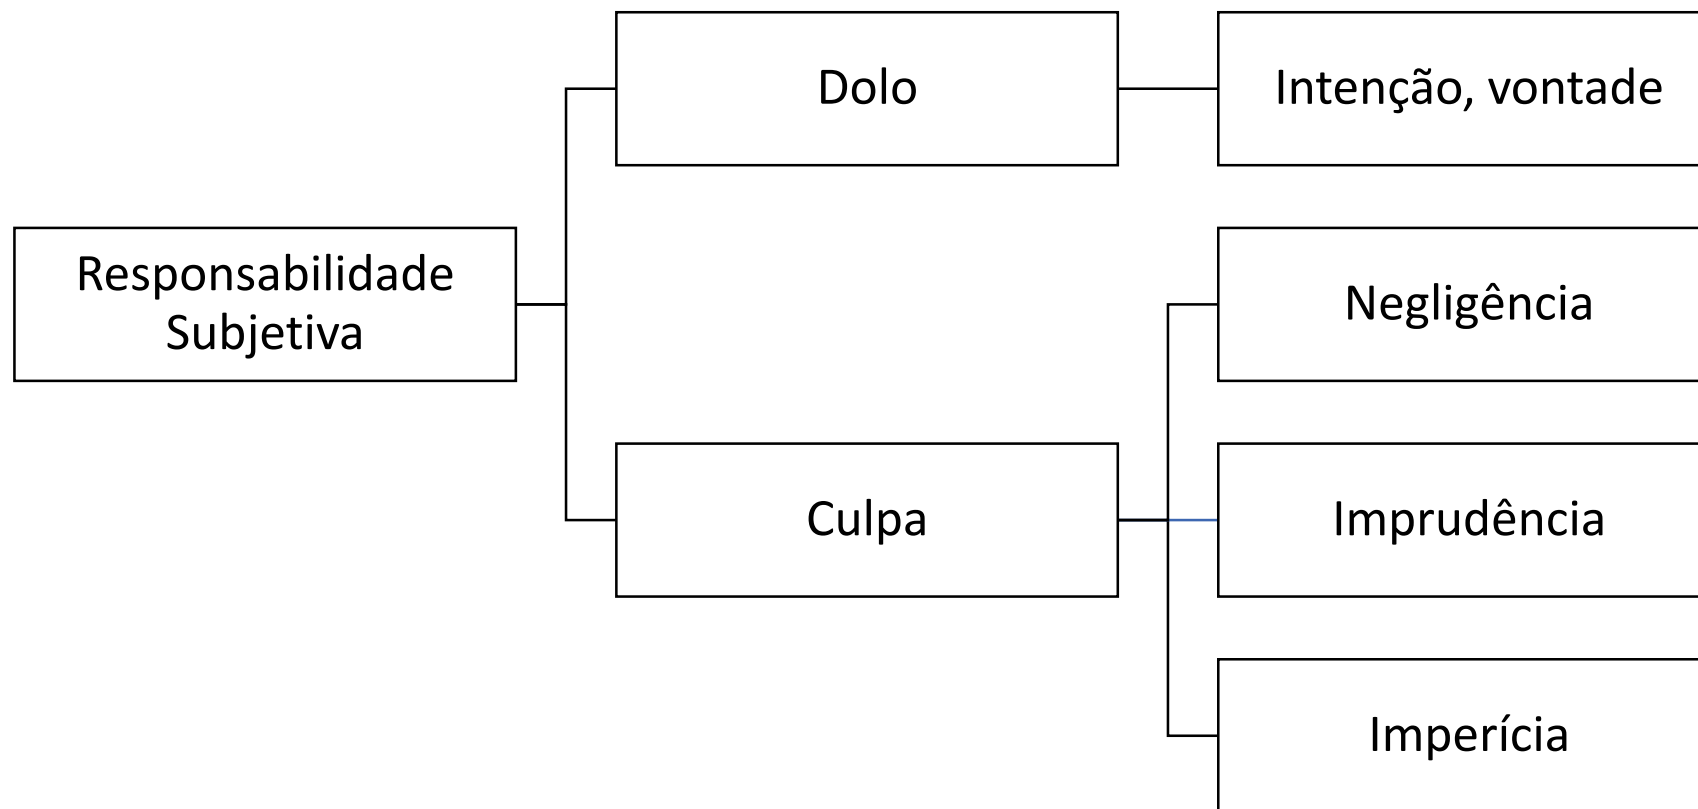 Dolo
Intenção, vontade
Responsabilidade
Subjetiva
Negligência
Culpa
Imprudência
Imperícia